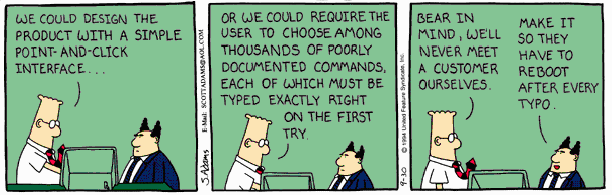 WE COULD DESIGN THE
PRODUCT WITH A SIMPLE
POINT-AND-CLICK
INTERFACE...
S.Adams
E-Mail: SCOTTADAMS@AOL.COM
OR WE COULD REQUIRE THE
USER TO CHOOSE AMONG
THOUSANDS OF POORLY
DOCUMENTED COMMANDS,
EACH OF WHICH MUST BE
TYPED EXACTLY RIGHT
ON THE FIRST
TRY.
9-30
© 1994 United Feature Syndicate, Inc.
BEAR IN
MIND, WE'LL
NEVER MEET
A CUSTOMER
OURSELVES.
MAKE IT
SO THEY
HAVE TO
REBOOT
AFTER EVERY
TYPO.